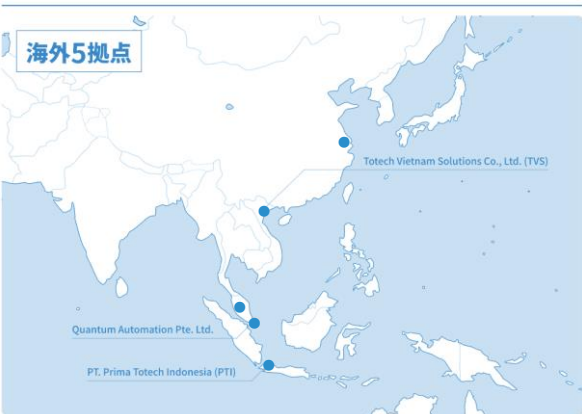 海外5拠点
Totech Vietnam Solutions Co., Ltd. (TVS)
Quantum Automation Pte. Ltd.
PT. Prima Totech Indonesia (PTI)